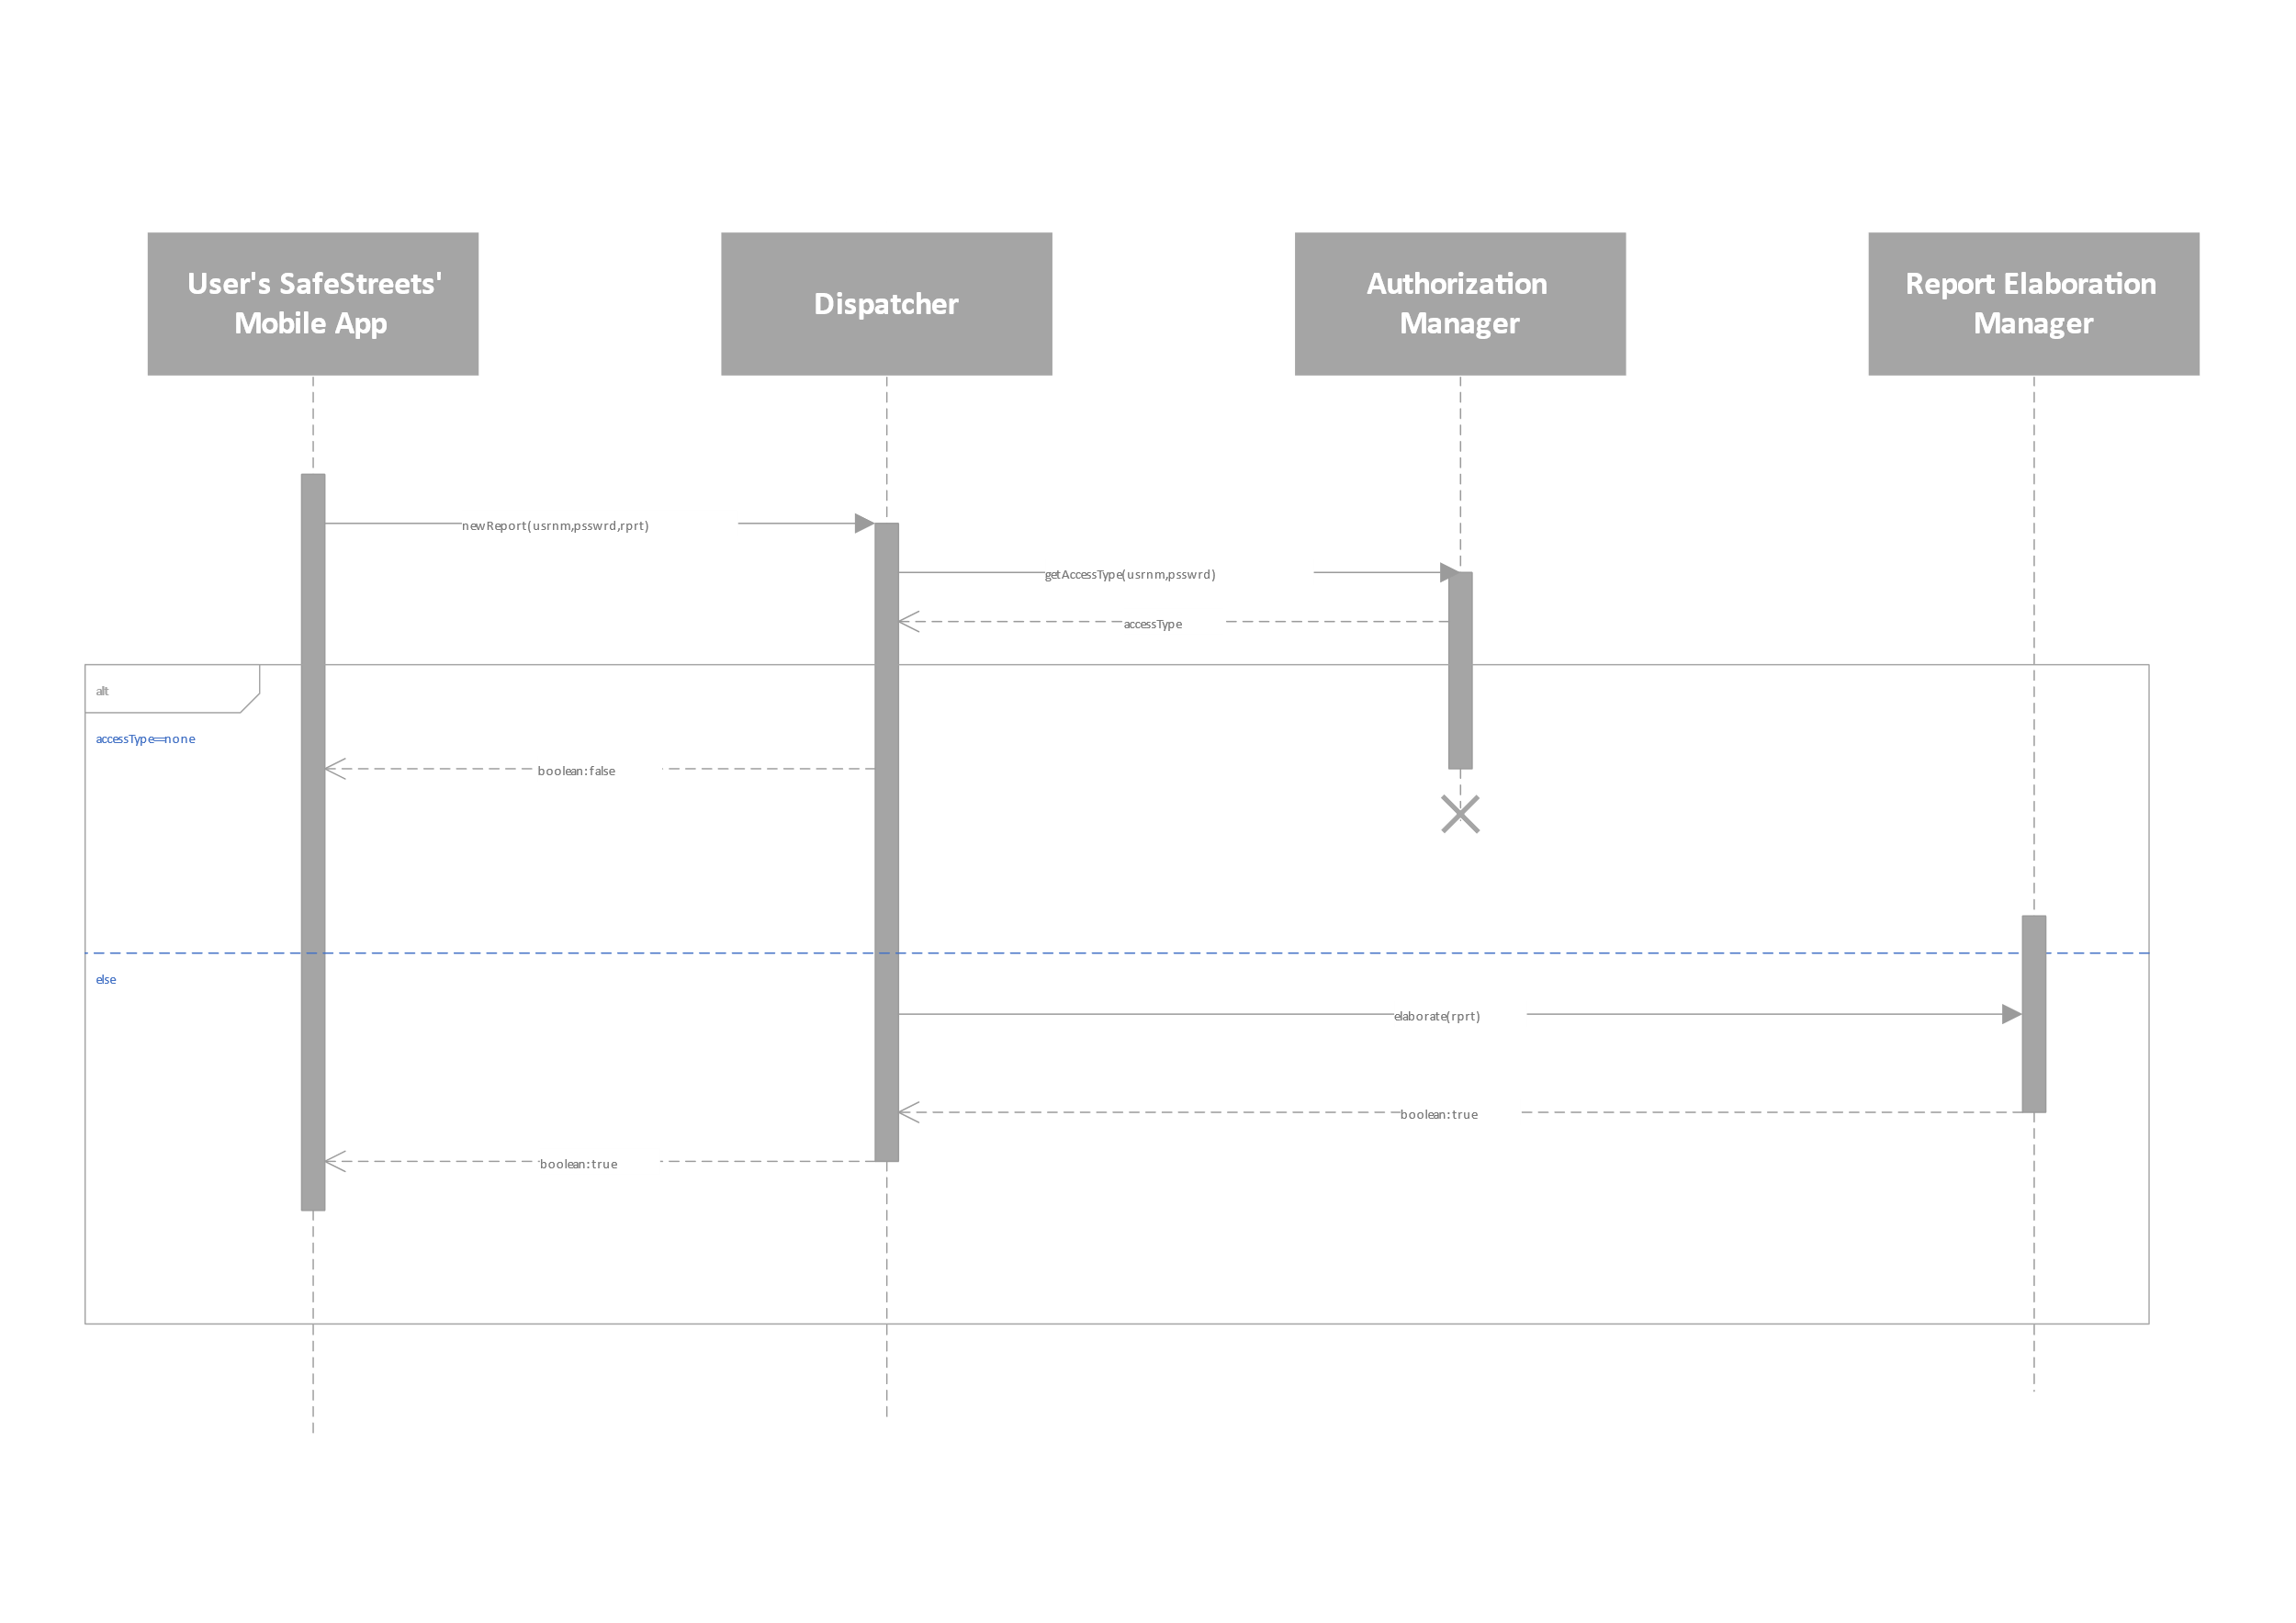 User's SafeStreets'
Mobile App
Dispatcher
Authorization
Manager
Report Elaboration
Manager
newReport(usrnm,psswrd,rprt)
getAccessType(usrnm,psswrd)
accessType
alt
accessType==none
boolean:false
else
elaborate(rprt)
boolean:true
boolean:true